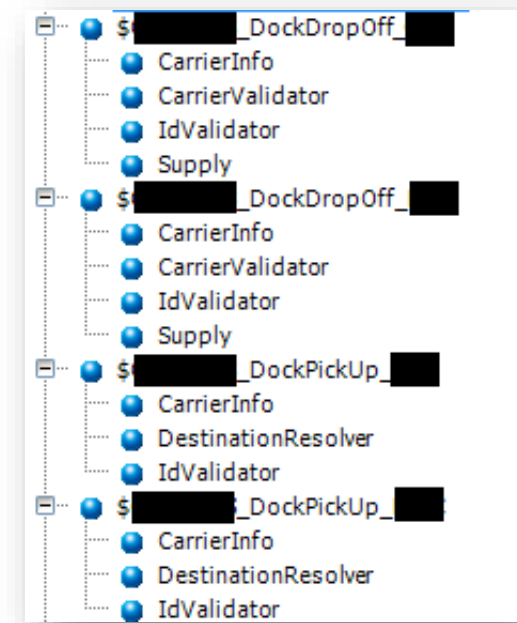 $ _DockDropOff_
CarrierInfo
CarrierValidator
IdValidator
Supply
$ _DockDropOff_
CarrierInfo
CarrierValidator
IdValidator
Supply
$ _DockPickUp_
CarrierInfo
DestinationResolver
IdValidator
$ _DockPickUp_
CarrierInfo
DestinationResolver
IdValidator